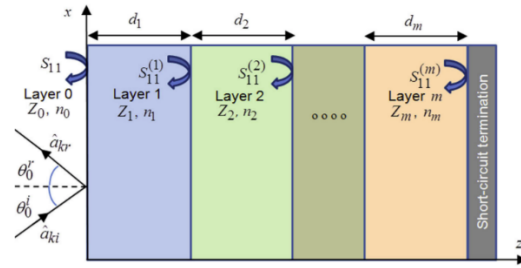 x
d₁
d₂
dₘ
S₁₁
S₁₁⁽¹⁾
S₁₁⁽²⁾
S₁₁⁽ᵐ⁾
Layer 0
Z₀, n₀
Layer 1
Z₁, n₁
Layer 2
Z₂, n₂
Layer m
Zₘ, nₘ
Short-circuit termination
âₖᵣ
θ₀ʳ
θ₀ⁱ
âₖᵢ
z